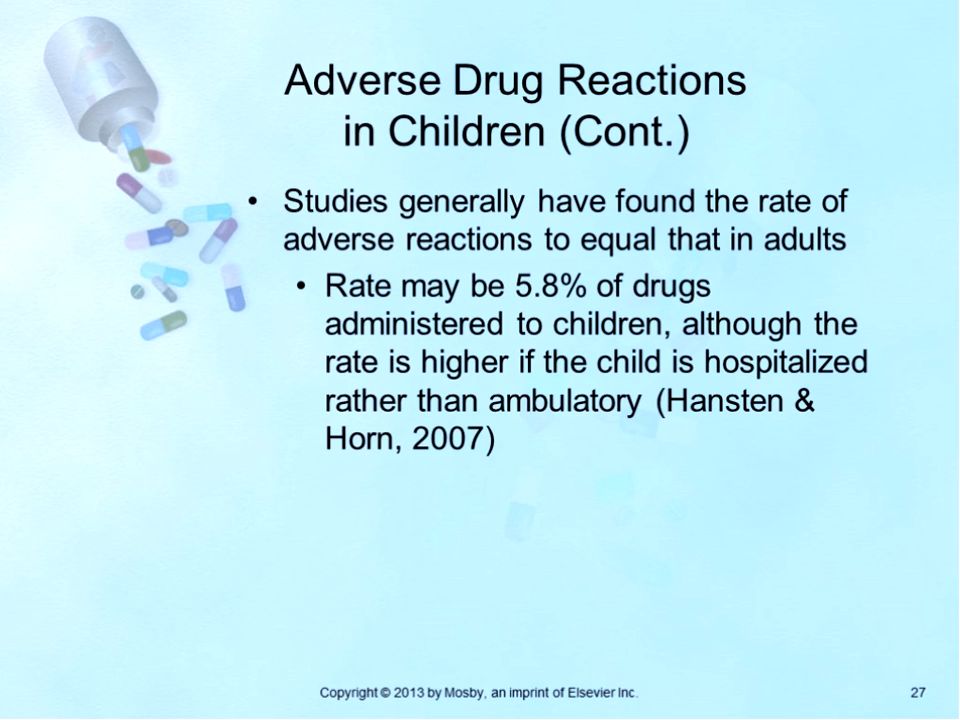 Adverse Drug Reactions
in Children (Cont.)
• Studies generally have found the rate of
adverse reactions to equal that in adults
• Rate may be 5.8% of drugs
administered to children, although the
rate is higher if the child is hospitalized
rather than ambulatory (Hansten &
Horn, 2007)
Copyright © 2013 by Mosby, an imprint of Elsevier Inc.
27